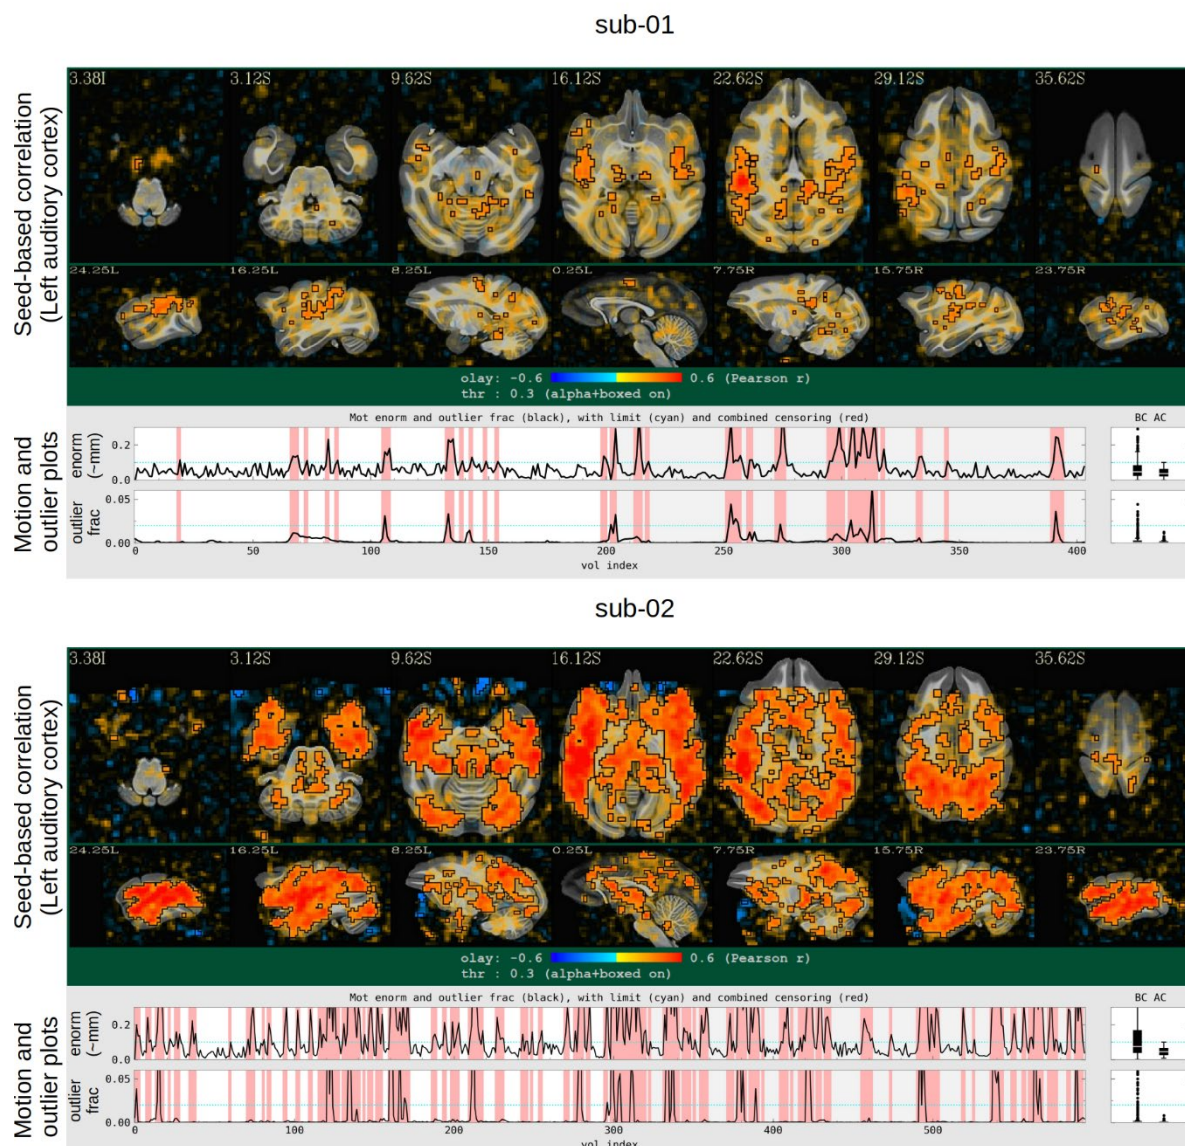 sub-01
Seed-based correlation
(Left auditory cortex)
3.38I 3.12S 9.62S 16.12S 22.62S 29.12S 35.62S
24.25L 16.25L 8.25L 0.25L 7.75R 15.75R 23.75R
olay: -0.6 0.6 (Pearson r)
thr : 0.3 (alpha+boxed on)
Motion and
outlier plots
Mot enorm and outlier frac (black), with limit (cyan) and combined censoring (red) BC AC
enorm
(~mm)
0.2
0.0
outlier
frac
0.05
0.00
0 50 100 150 200 250 300 350 400
vol index
sub-02
Seed-based correlation
(Left auditory cortex)
3.38I 3.12S 9.62S 16.12S 22.62S 29.12S 35.62S
24.25L 16.25L 8.25L 0.25L 7.75R 15.75R 23.75R
olay: -0.6 0.6 (Pearson r)
thr : 0.3 (alpha+boxed on)
Motion and
outlier plots
Mot enorm and outlier frac (black), with limit (cyan) and combined censoring (red) BC AC
enorm
(~mm)
0.2
0.0
outlier
frac
0.05
0.00
0 100 200 300 400 500
vol index